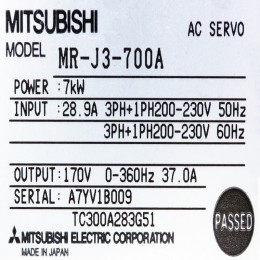 MITSUBISHI AC SERVO
MODEL MR-J3-700A
POWER : 7kW
INPUT : 28.9A 3PH+1PH200-230V 50Hz
3PH+1PH200-230V 60Hz
OUTPUT: 170V 0-360Hz 37.0A
SERIAL: A7YV1B009
TC300A283G51
PASSED
MITSUBISHI ELECTRIC CORPORATION
MADE IN JAPAN